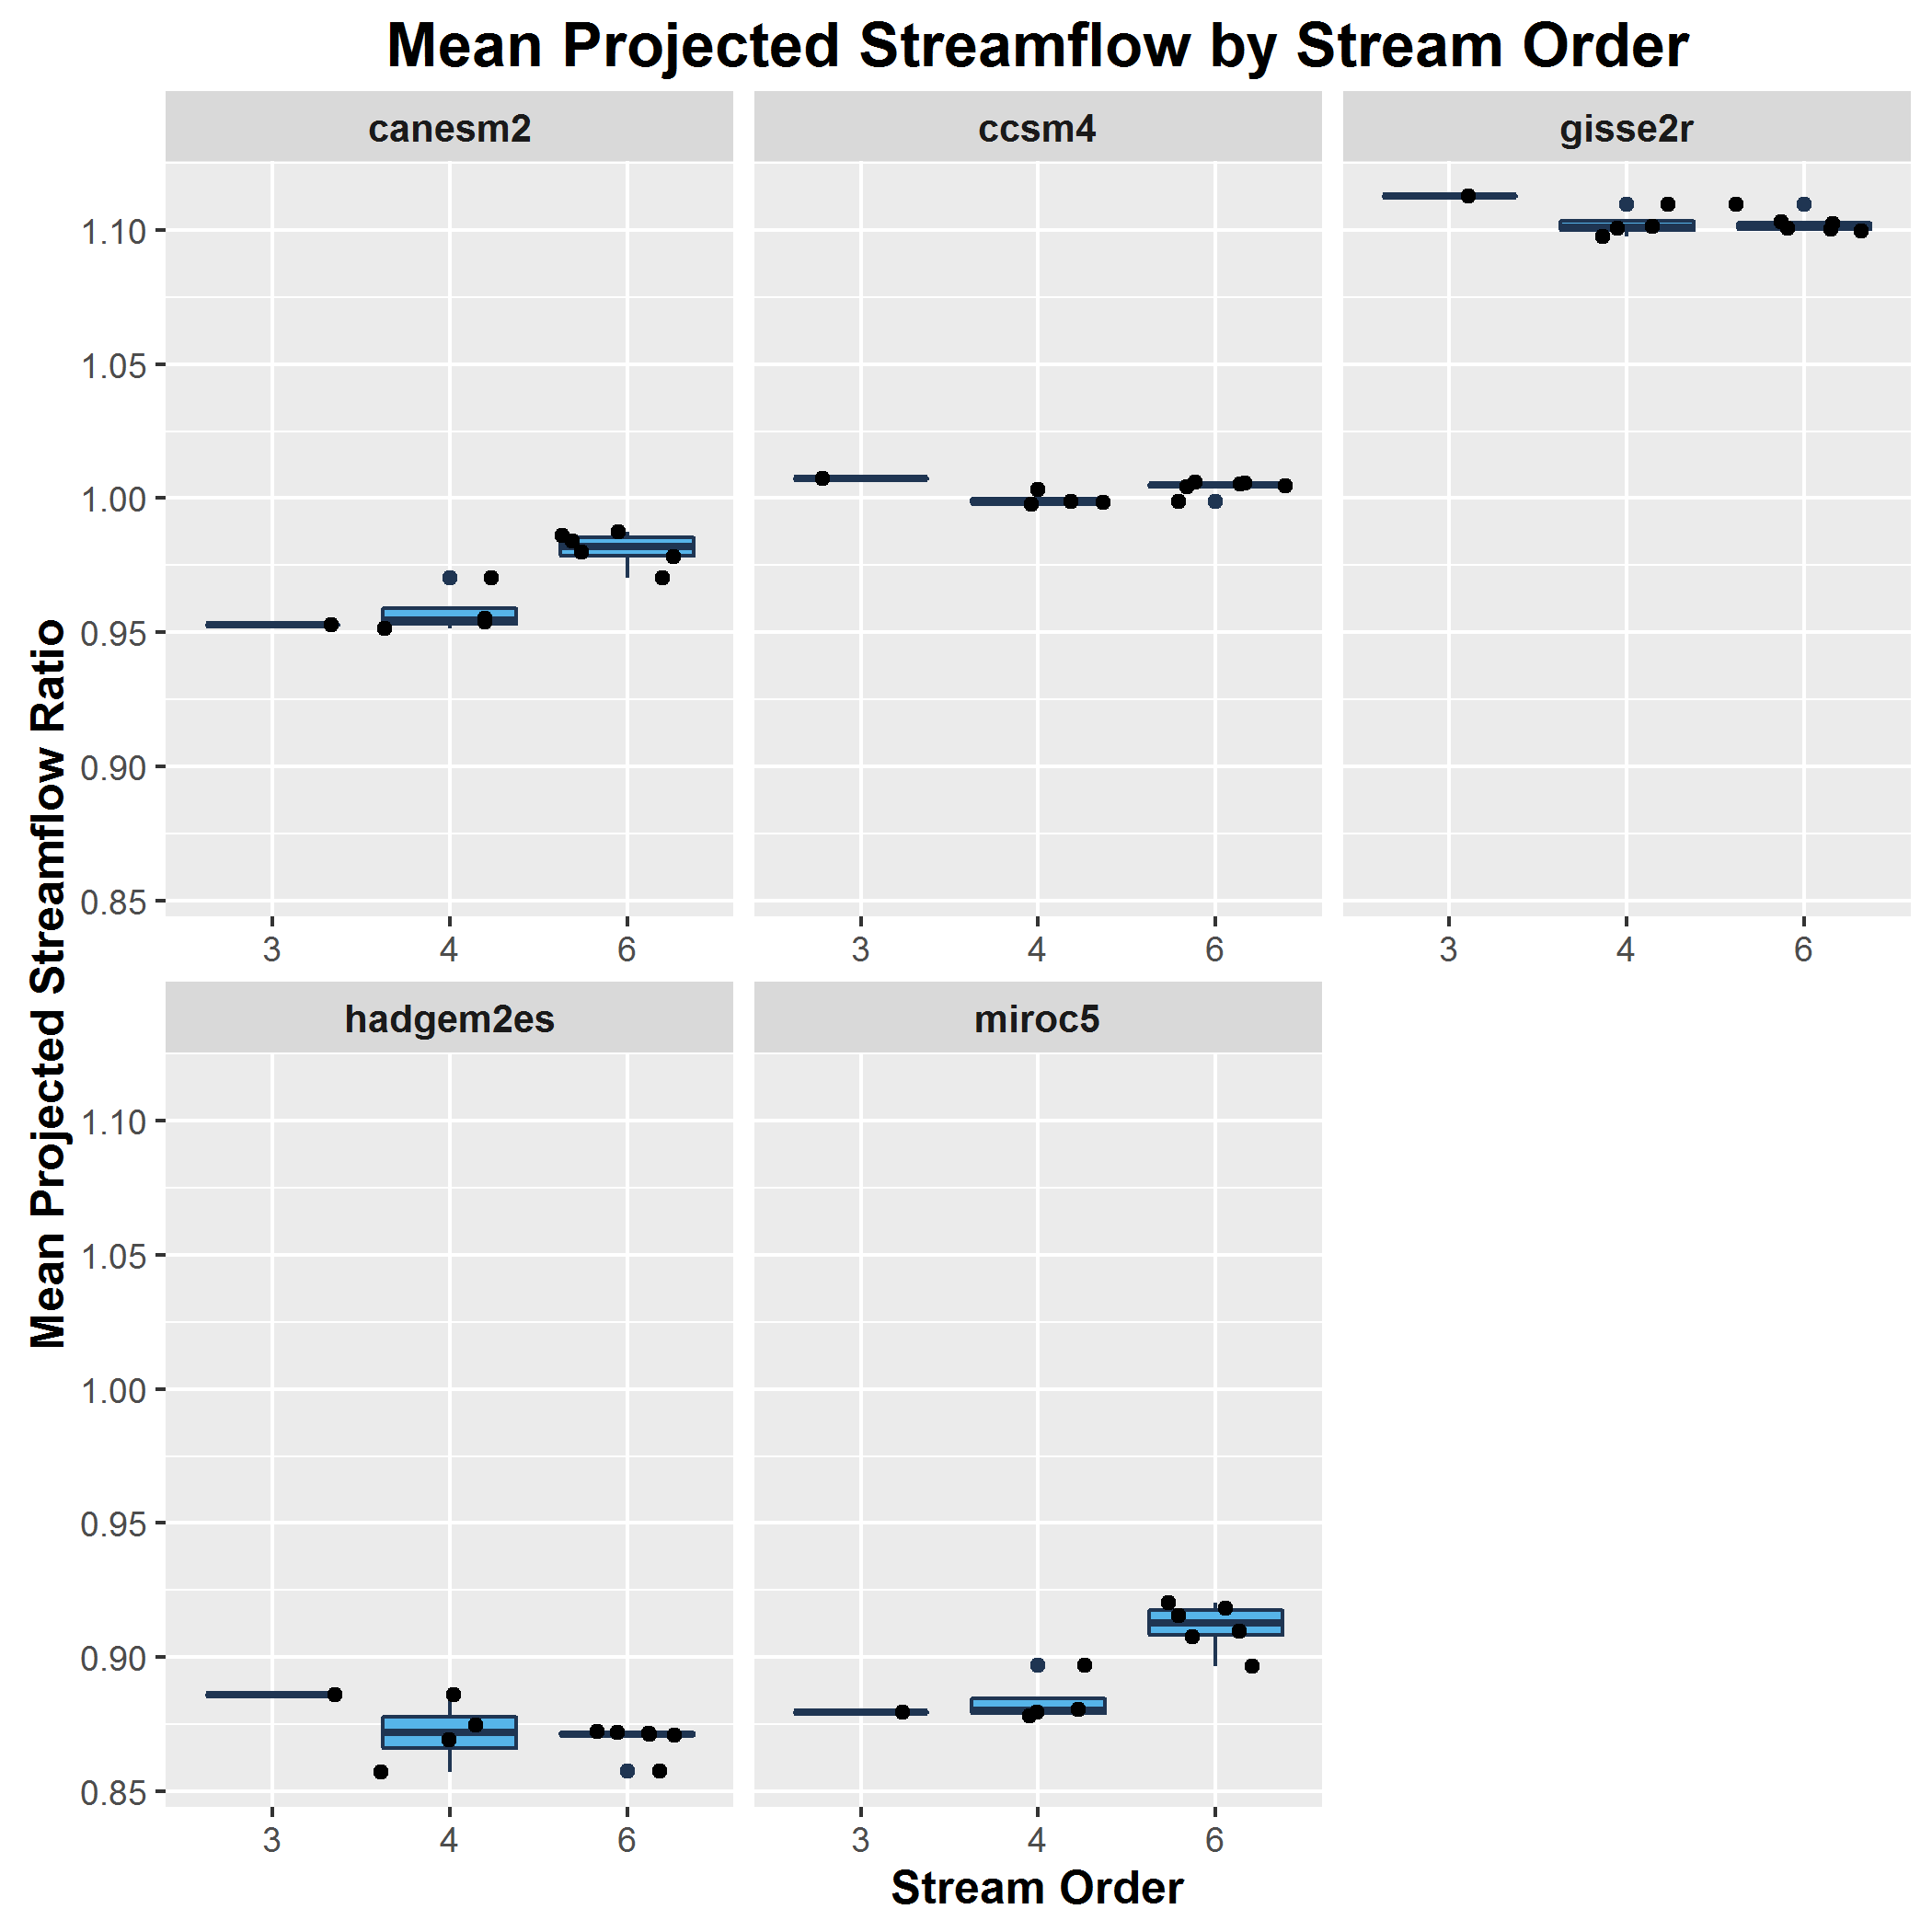 Mean Projected Streamflow by Stream Order
canesm2
ccsm4
gisse2r
1.10
1.05
1.00
0.95
0.90
0.85
3 4 6
3 4 6
3 4 6
hadgem2es
miroc5
1.10
1.05
1.00
0.95
0.90
0.85
3 4 6
3 4 6
Mean Projected Streamflow Ratio
Stream Order